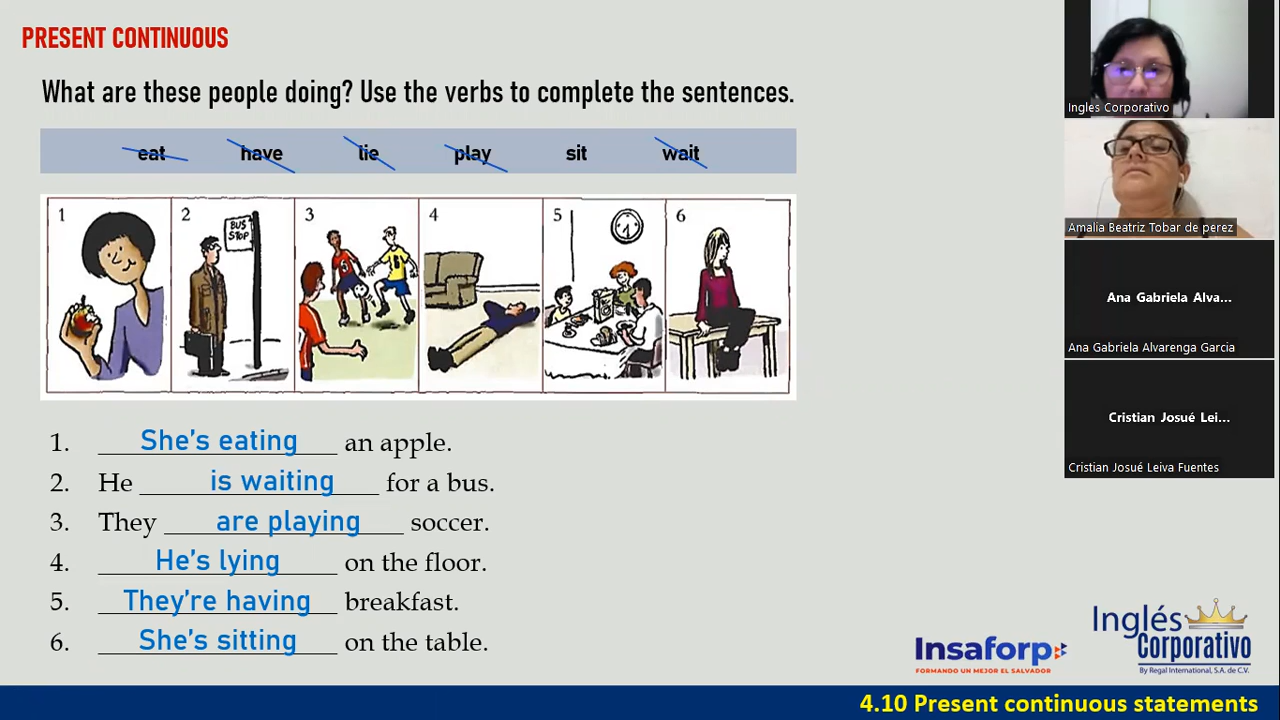 PRESENT CONTINUOUS
What are these people doing? Use the verbs to complete the sentences.
eat have lie play sit wait
1 2 3 4 5 6
BUS STOP
1. She's eating an apple.
2. He is waiting for a bus.
3. They are playing soccer.
4. He's lying on the floor.
5. They're having breakfast.
6. She's sitting on the table.
Insaforp
FORMANDO UN MEJOR EL SALVADOR
Inglés
Corporativo
By Regal International, S.A. de C.V.
4.10 Present continuous statements
Ingles Corporativo
Amalia Beatriz Tobar de perez
Ana Gabriela Alva...
Ana Gabriela Alvarenga Garcia
Cristian Josué Lei...
Cristian Josué Leiva Fuentes